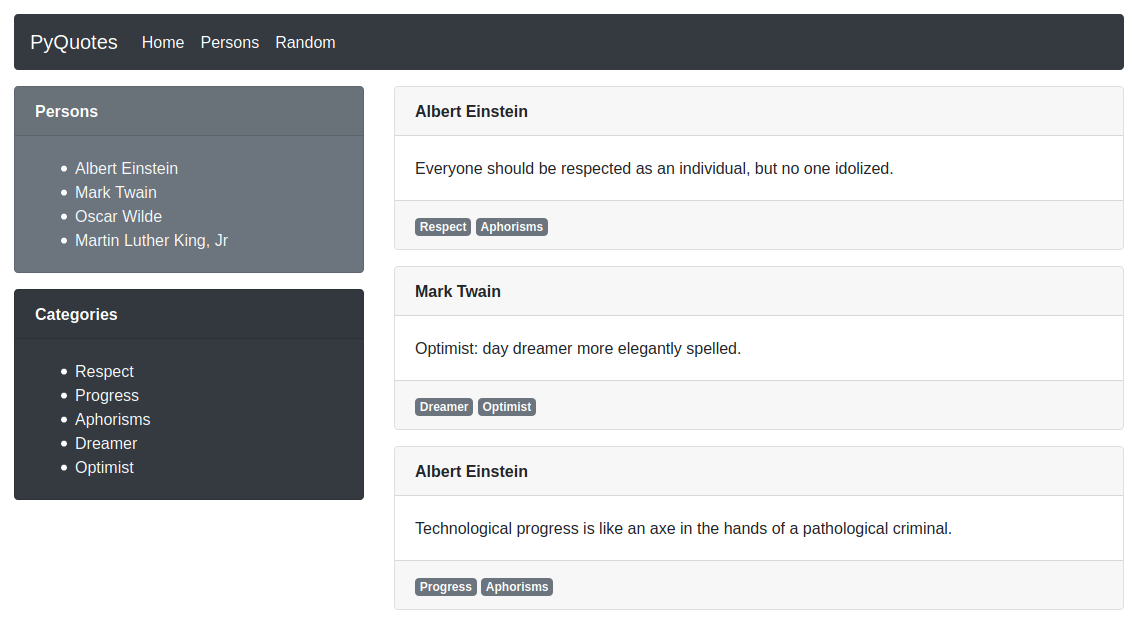 PyQuotes Home Persons Random
Persons
Albert Einstein
Mark Twain
Oscar Wilde
Martin Luther King, Jr
Categories
Respect
Progress
Aphorisms
Dreamer
Optimist
Albert Einstein
Everyone should be respected as an individual, but no one idolized.
Respect Aphorisms
Mark Twain
Optimist: day dreamer more elegantly spelled.
Dreamer Optimist
Albert Einstein
Technological progress is like an axe in the hands of a pathological criminal.
Progress Aphorisms